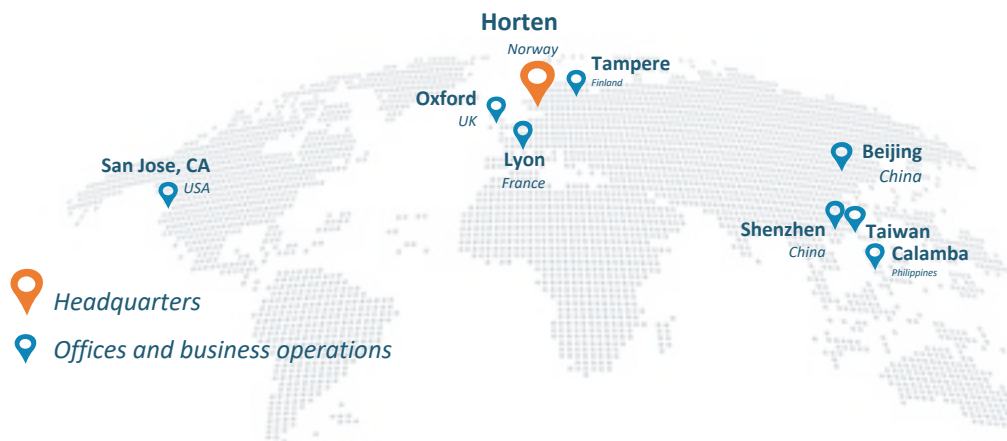 Horten
Norway
Tampere
Finland
Oxford
UK
Lyon
France
San Jose, CA
USA
Beijing
China
Shenzhen
China
Taiwan
Calamba
Philippines
Headquarters
Offices and business operations